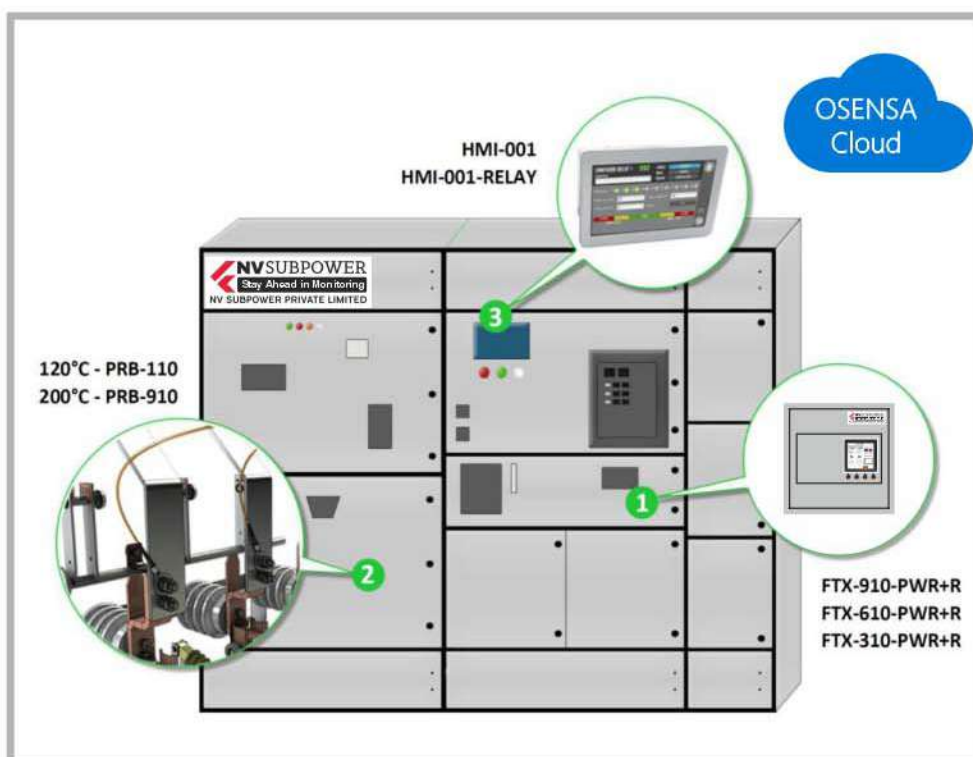 OSENSA
Cloud
HMI-001
HMI-001-RELAY
3
NVSUBPOWER
Stay Ahead in Monitoring
NV SUBPOWER PRIVATE LIMITED
120°C - PRB-110
200°C - PRB-910
1
2
FTX-910-PWR+R
FTX-610-PWR+R
FTX-310-PWR+R